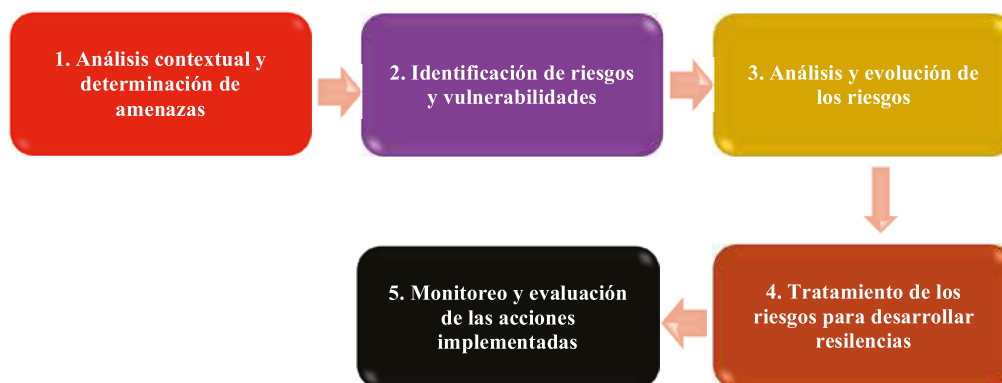 1. Análisis contextual y
determinación de
amenazas
2. Identificación de riesgos
y vulnerabilidades
3. Análisis y evolución de
los riesgos
4. Tratamiento de los
riesgos para desarrollar
resilencias
5. Monitoreo y evaluación
de las acciones
implementadas